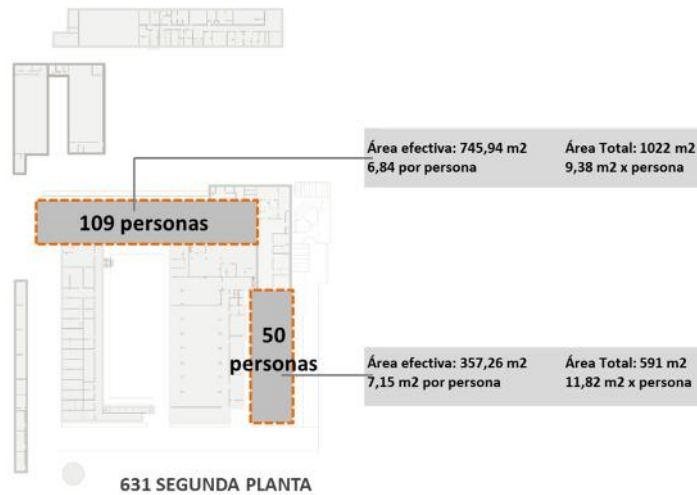 Área efectiva: 745,94 m2 Área Total: 1022 m2
6,84 por persona 9,38 m2 x persona
109 personas
50
personas
Área efectiva: 357,26 m2 Área Total: 591 m2
7,15 m2 por persona 11,82 m2 x persona
631 SEGUNDA PLANTA